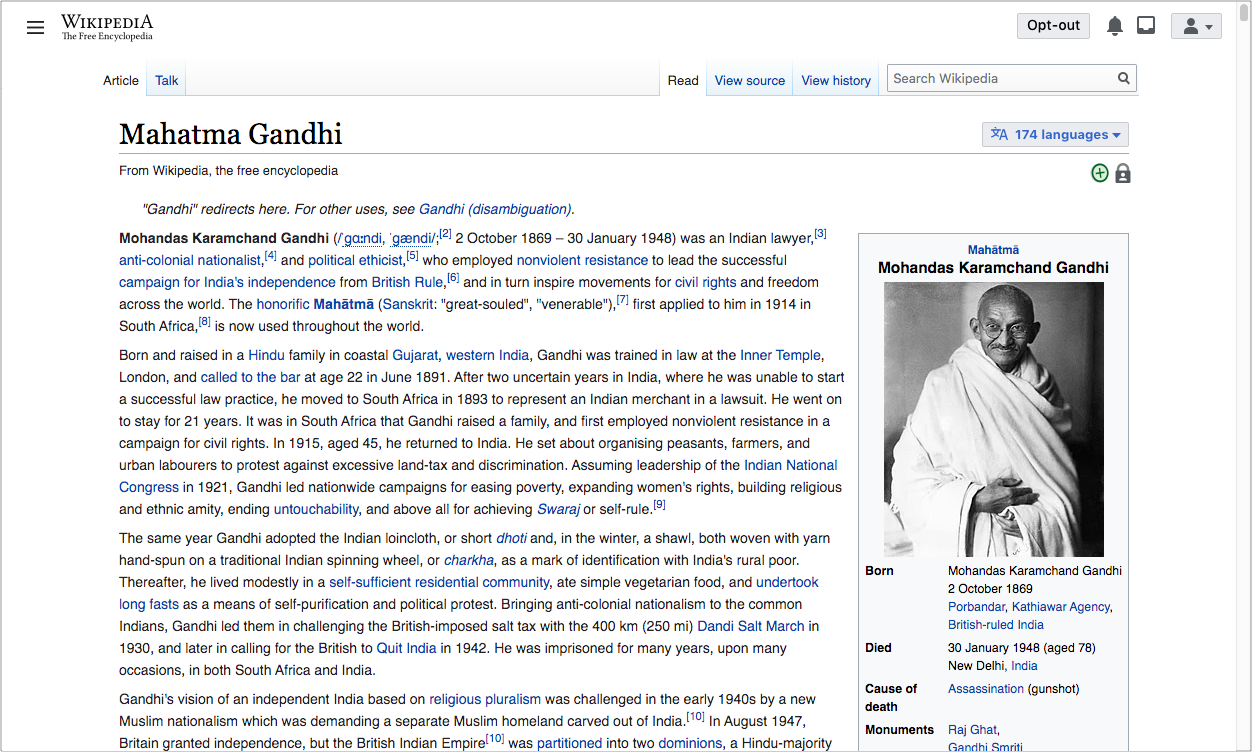 WIKIPEDIA
The Free Encyclopedia
Opt-out
Article Talk Read View source View history Search Wikipedia
Mahatma Gandhi
174 languages
From Wikipedia, the free encyclopedia
"Gandhi" redirects here. For other uses, see Gandhi (disambiguation).
Mohandas Karamchand Gandhi (/ˈɡɑːndi, ˈɡændi/;[2] 2 October 1869 – 30 January 1948) was an Indian lawyer,[3]
anti-colonial nationalist,[4] and political ethicist,[5] who employed nonviolent resistance to lead the successful
campaign for India's independence from British Rule,[6] and in turn inspire movements for civil rights and freedom
across the world. The honorific Mahātmā (Sanskrit: "great-souled", "venerable"),[7] first applied to him in 1914 in
South Africa,[8] is now used throughout the world.
Born and raised in a Hindu family in coastal Gujarat, western India, Gandhi was trained in law at the Inner Temple,
London, and called to the bar at age 22 in June 1891. After two uncertain years in India, where he was unable to start
a successful law practice, he moved to South Africa in 1893 to represent an Indian merchant in a lawsuit. He went on
to stay for 21 years. It was in South Africa that Gandhi raised a family, and first employed nonviolent resistance in a
campaign for civil rights. In 1915, aged 45, he returned to India. He set about organising peasants, farmers, and
urban labourers to protest against excessive land-tax and discrimination. Assuming leadership of the Indian National
Congress in 1921, Gandhi led nationwide campaigns for easing poverty, expanding women's rights, building religious
and ethnic amity, ending untouchability, and above all for achieving Swaraj or self-rule.[9]
The same year Gandhi adopted the Indian loincloth, or short dhoti and, in the winter, a shawl, both woven with yarn
hand-spun on a traditional Indian spinning wheel, or charkha, as a mark of identification with India's rural poor.
Thereafter, he lived modestly in a self-sufficient residential community, ate simple vegetarian food, and undertook
long fasts as a means of self-purification and political protest. Bringing anti-colonial nationalism to the common
Indians, Gandhi led them in challenging the British-imposed salt tax with the 400 km (250 mi) Dandi Salt March in
1930, and later in calling for the British to Quit India in 1942. He was imprisoned for many years, upon many
occasions, in both South Africa and India.
Gandhi's vision of an independent India based on religious pluralism was challenged in the early 1940s by a new
Muslim nationalism which was demanding a separate Muslim homeland carved out of India.[10] In August 1947,
Britain granted independence, but the British Indian Empire[10] was partitioned into two dominions, a Hindu-majority
Mahātmā
Mohandas Karamchand Gandhi
Born Mohandas Karamchand Gandhi
2 October 1869
Porbandar, Kathiawar Agency,
British-ruled India
Died 30 January 1948 (aged 78)
New Delhi, India
Cause of Assassination (gunshot)
death
Monuments Raj Ghat,
Gandhi Smriti